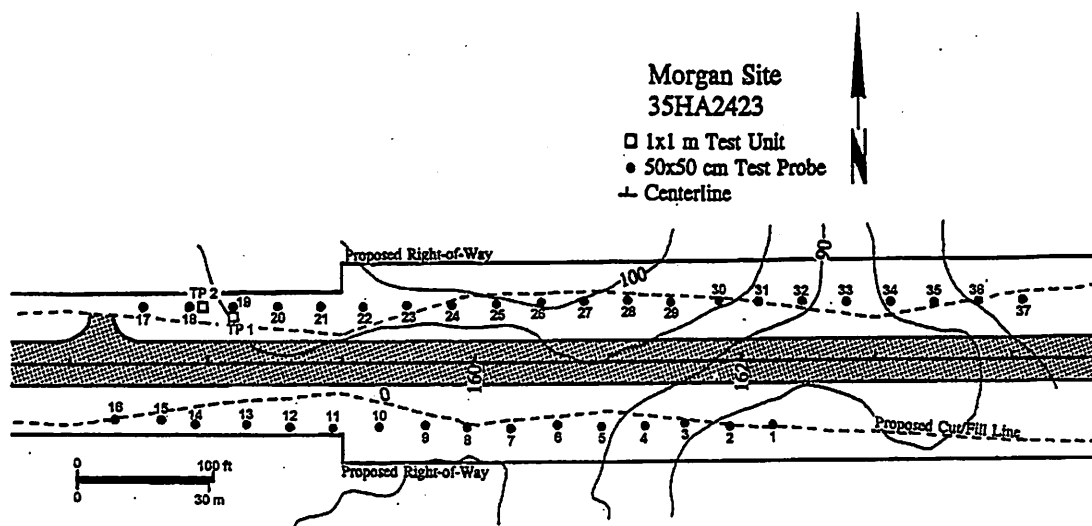 Morgan Site
35HA2423
1x1 m Test Unit
50x50 cm Test Probe
Centerline
N
Proposed Right-of-Way
100
90
TP 2
17 18 19 20 21 22 23 24 25 26 27 28 29 30 31 32 33 34 35 36 37
TP 1
160
162
0
16 15 14 13 12 11 10 9 8 7 6 5 4 3 2 1
Proposed Cut/Fill Line
Proposed Right-of-Way
0 100 ft
30 m